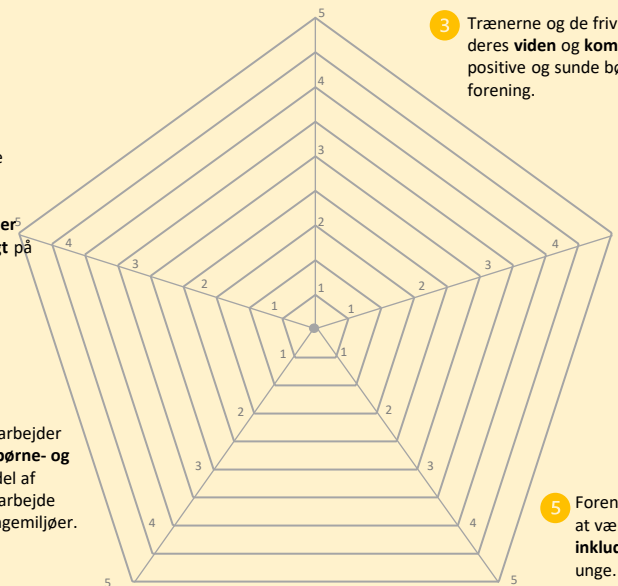 5
4
3
2
1
3
Trænerne og de friv
deres viden og kom
positive og sunde bø
forening.
e
er
gt på
5
4
3
2
1
1
2
3
4
1
2
3
4
5
1
2
3
4
5
arbejder
børne- og
del af
arbejde
ngemiljøer.
5
Foren
at væ
inklud
unge.